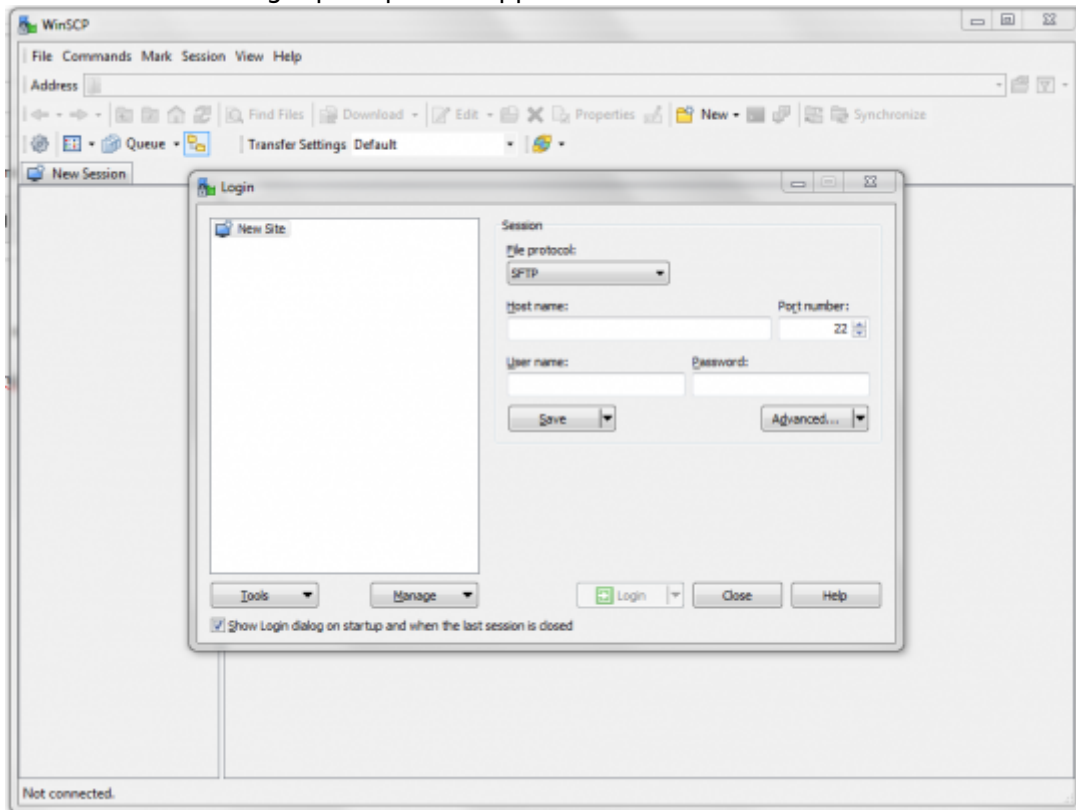 WinSCP
File Commands Mark Session View Help
Address
Find Files Download Edit Properties New Synchronize
Queue Transfer Settings Default
New Session
Login
New Site
Session
File protocol:
SFTP
Host name: Port number:
22
User name: Password:
Save Advanced...
Tools Manage Login Close Help
Show Login dialog on startup and when the last session is closed
Not connected.